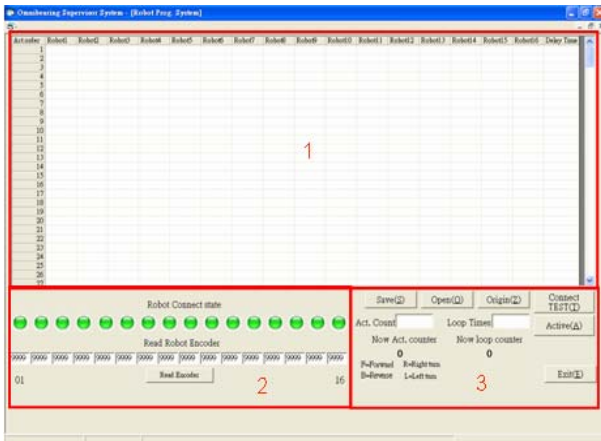 Omnibearing Supervisor System - [Robot Prog. System]
Act.order Robot1 Robot2 Robot3 Robot4 Robot5 Robot6 Robot7 Robot8 Robot9 Robot10 Robot11 Robot12 Robot13 Robot14 Robot15 Robot16 Delay Time
1
2
3
4
5
6
7
8
9
10
11
12
13
14
15
16
17
18
19
20
21
22
23
24
25
26
27
1
Robot Connect state
Read Robot Encoder
9999 9999 9999 9999 9999 9999 9999 9999 9999 9999 9999 9999 9999 9999 9999 9999
01 Read Encoder 16
2
Save(S) Open(O) Origin(Z) Connect
TEST(T)
Act. Count Loop Times Active(A)
Now Act. counter Now loop counter
0 0
F=Forward R=Right turn
B=Reverse L=Left turn
3
Exit(E)